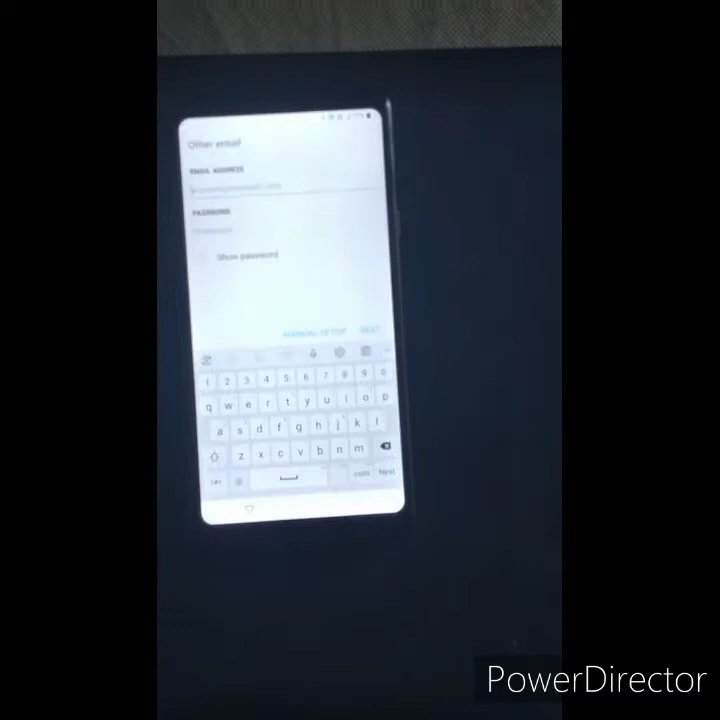 Other email
EMAIL ADDRESS
PASSWORD
Show password
MANUAL SETUP NEXT
1 2 3 4 5 6 7 8 9 0
q w e r t y u i o p
a s d f g h j k l
z x c v b n m
@ .com Next
PowerDirector